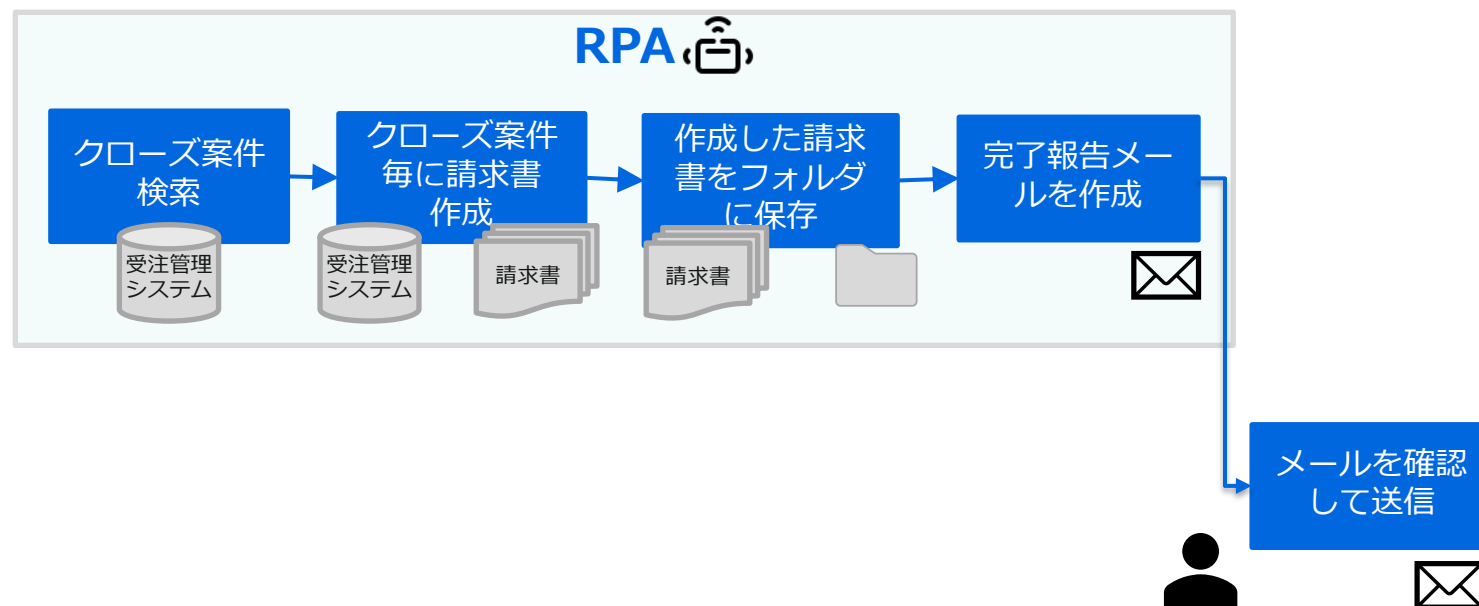 RPA
クローズ案件
検索
クローズ案件
毎に請求書
作成
作成した請求
書をフォルダ
に保存
完了報告メー
ルを作成
受注管理
システム
受注管理
システム
請求書
請求書
メールを確認
して送信